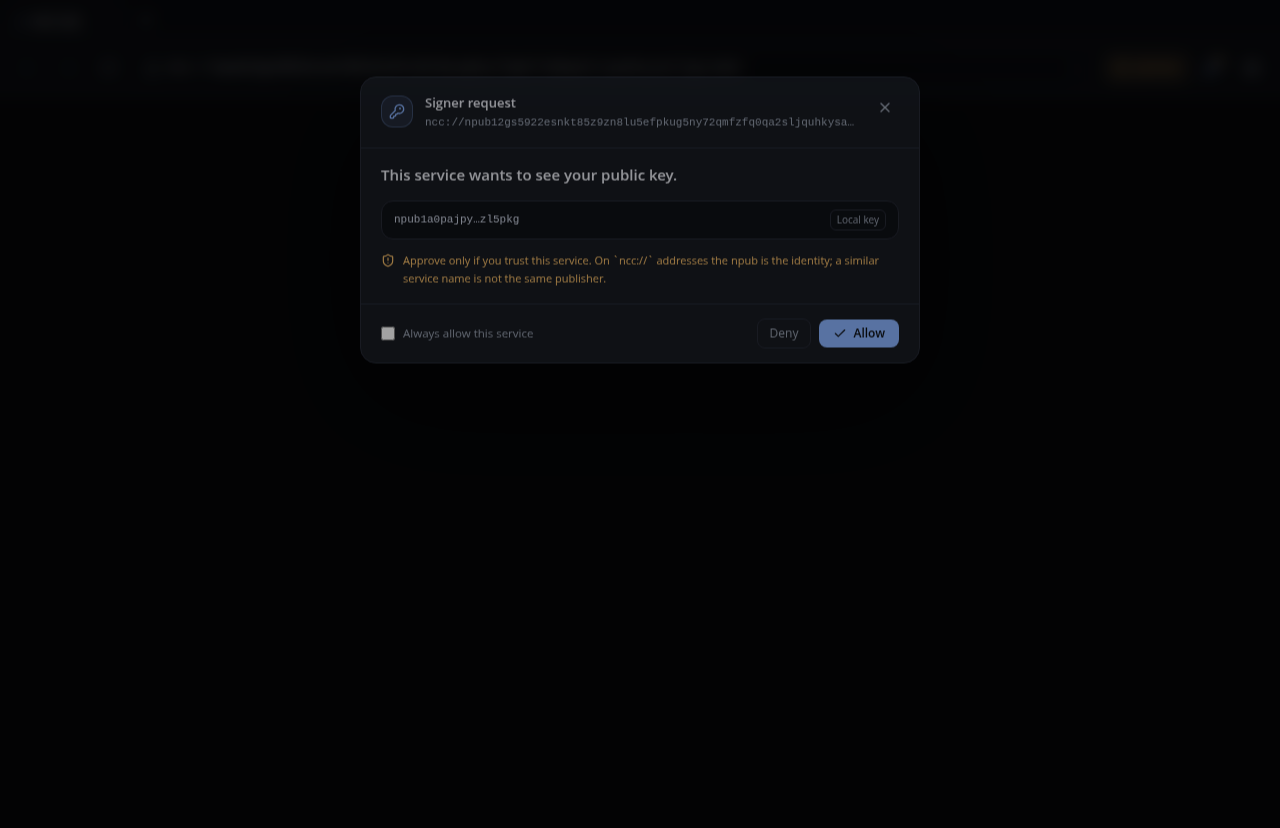 Signer request
ncc://npub12gs5922esnkt85z9zn8lu5efpkug5ny72qmfzfq0qa2sljquhkysa…
This service wants to see your public key.
npub1a0pajpy…zl5pkg
Local key
Approve only if you trust this service. On `ncc://` addresses the npub is the identity; a similar
service name is not the same publisher.
Always allow this service
Deny
Allow